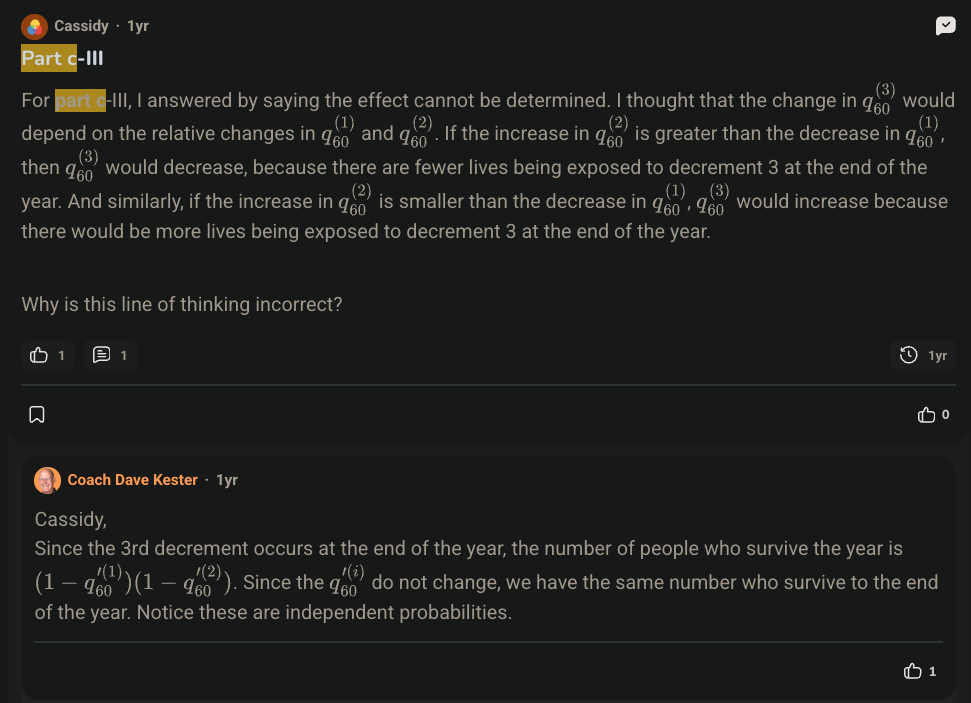 Cassidy · 1yr
Part c-III
For part c-III, I answered by saying the effect cannot be determined. I thought that the change in $q_{60}^{(3)}$ would
depend on the relative changes in $q_{60}^{(1)}$ and $q_{60}^{(2)}$. If the increase in $q_{60}^{(2)}$ is greater than the decrease in $q_{60}^{(1)}$,
then $q_{60}^{(3)}$ would decrease, because there are fewer lives being exposed to decrement 3 at the end of the
year. And similarly, if the increase in $q_{60}^{(2)}$ is smaller than the decrease in $q_{60}^{(1)}$, $q_{60}^{(3)}$ would increase because
there would be more lives being exposed to decrement 3 at the end of the year.
Why is this line of thinking incorrect?
1 1 1yr
0
Coach Dave Kester · 1yr
Cassidy,
Since the 3rd decrement occurs at the end of the year, the number of people who survive the year is
$(1 - q_{60}^{\prime(1)})(1 - q_{60}^{\prime(2)})$. Since the $q_{60}^{\prime(i)}$ do not change, we have the same number who survive to the end
of the year. Notice these are independent probabilities.
1